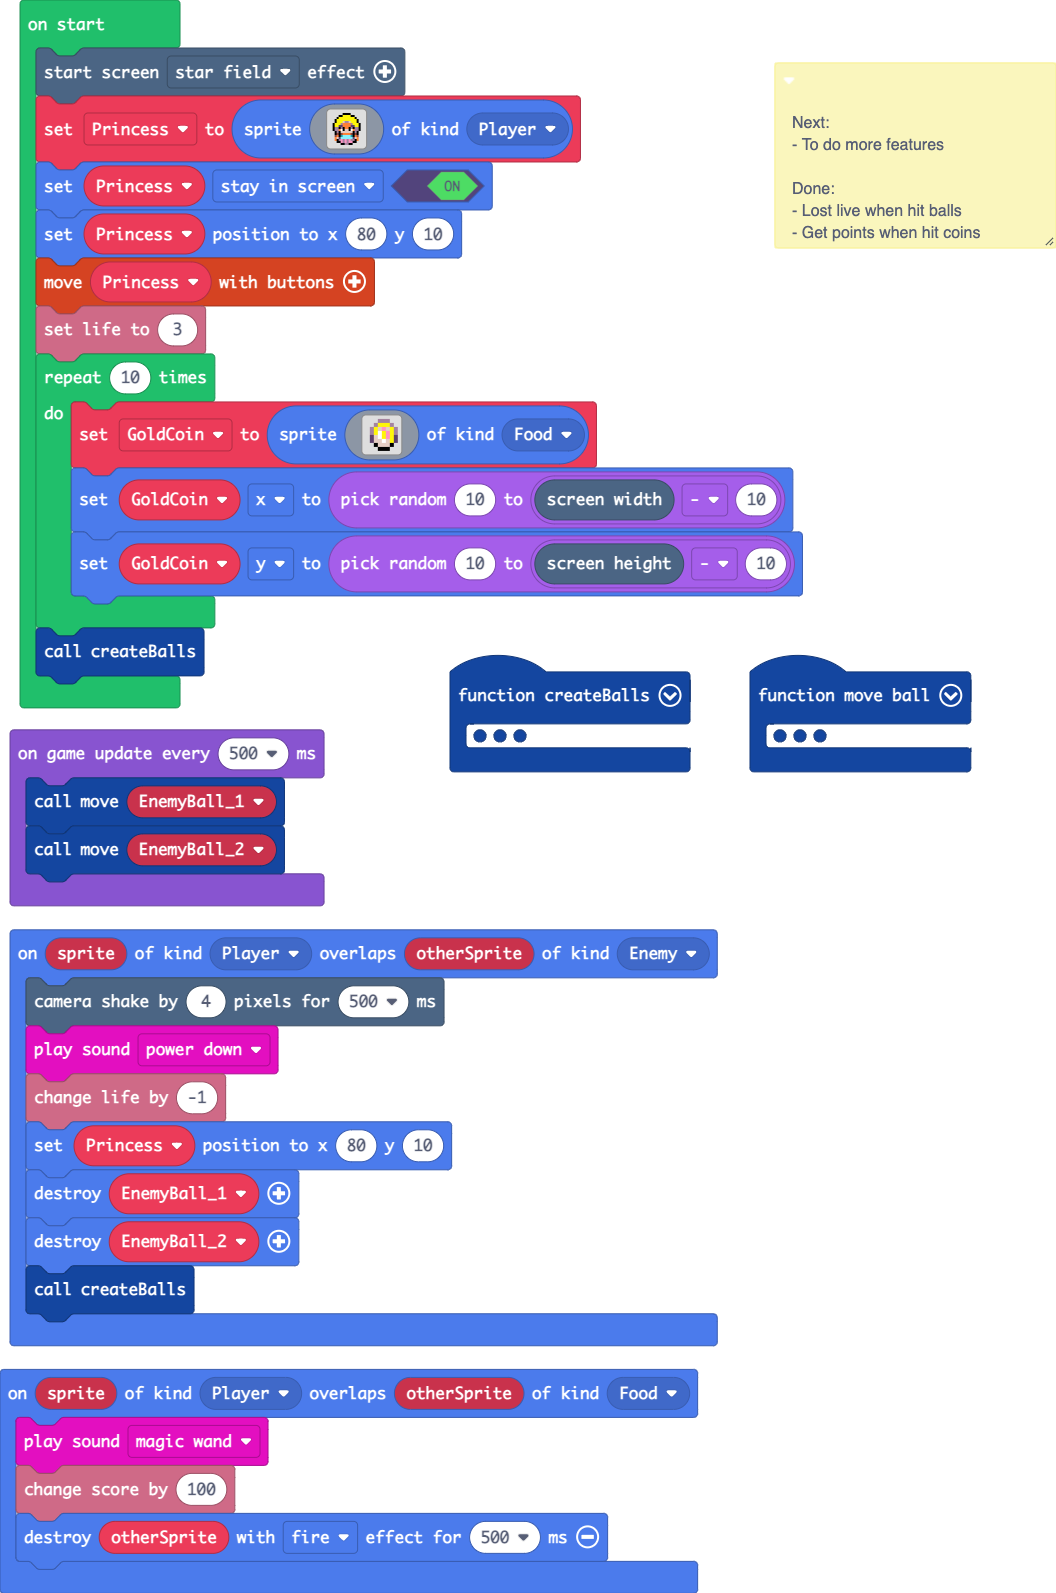 on start
start screen star field effect
set Princess to sprite of kind Player
set Princess stay in screen ON
set Princess position to x 80 y 10
move Princess with buttons
set life to 3
repeat 10 times
do
set GoldCoin to sprite of kind Food
set GoldCoin x to pick random 10 to screen width - 10
set GoldCoin y to pick random 10 to screen height - 10
call createBalls
Next:
- To do more features
Done:
- Lost live when hit balls
- Get points when hit coins
function createBalls
function move ball
on game update every 500 ms
call move EnemyBall_1
call move EnemyBall_2
on sprite of kind Player overlaps otherSprite of kind Enemy
camera shake by 4 pixels for 500 ms
play sound power down
change life by -1
set Princess position to x 80 y 10
destroy EnemyBall_1
destroy EnemyBall_2
call createBalls
on sprite of kind Player overlaps otherSprite of kind Food
play sound magic wand
change score by 100
destroy otherSprite with fire effect for 500 ms